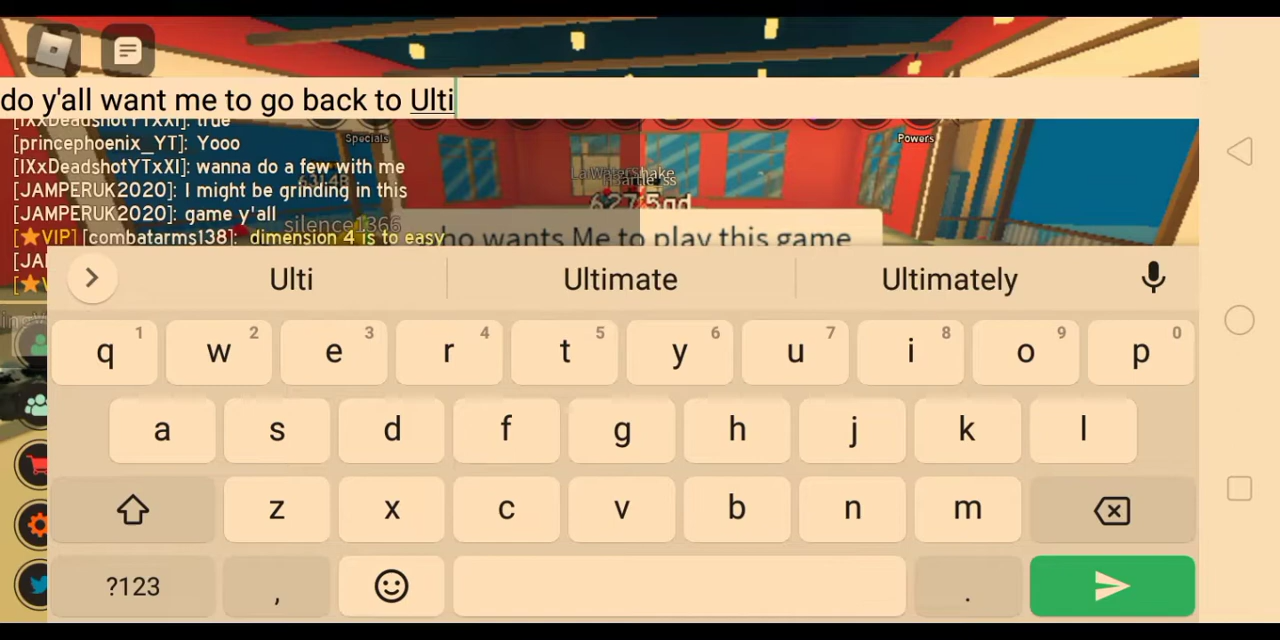 do y'all want me to go back to Ulti
[IXxDeadshotYTxXI]: true
Specials
Powers
[princephoenix_YT]: Yooo
[IXxDeadshotYTxXI]: wanna do a few with me
[JAMPERUK2020]: I might be grinding in this
[JAMPERUK2020]: game y'all
silence1366
[⭐VIP] [combatarms138]: dimension 4 is to easy
ho wants Me to play this game
[JA
Ulti Ultimate Ultimately
q 1 w 2 e 3 r 4 t 5 y 6 u 7 i 8 o 9 p 0
a s d f g h j k l
z x c v b n m
?123 , .